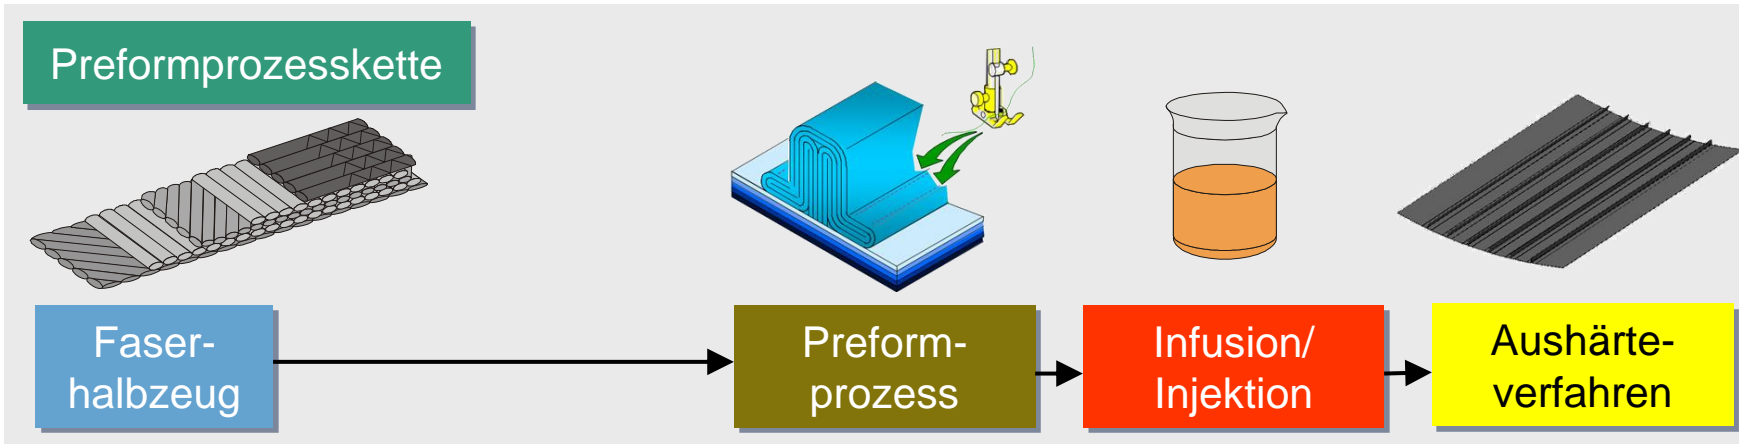 Preformprozesskette
Faser-
halbzeug
Preform-
prozess
Infusion/
Injektion
Aushärte-
verfahren